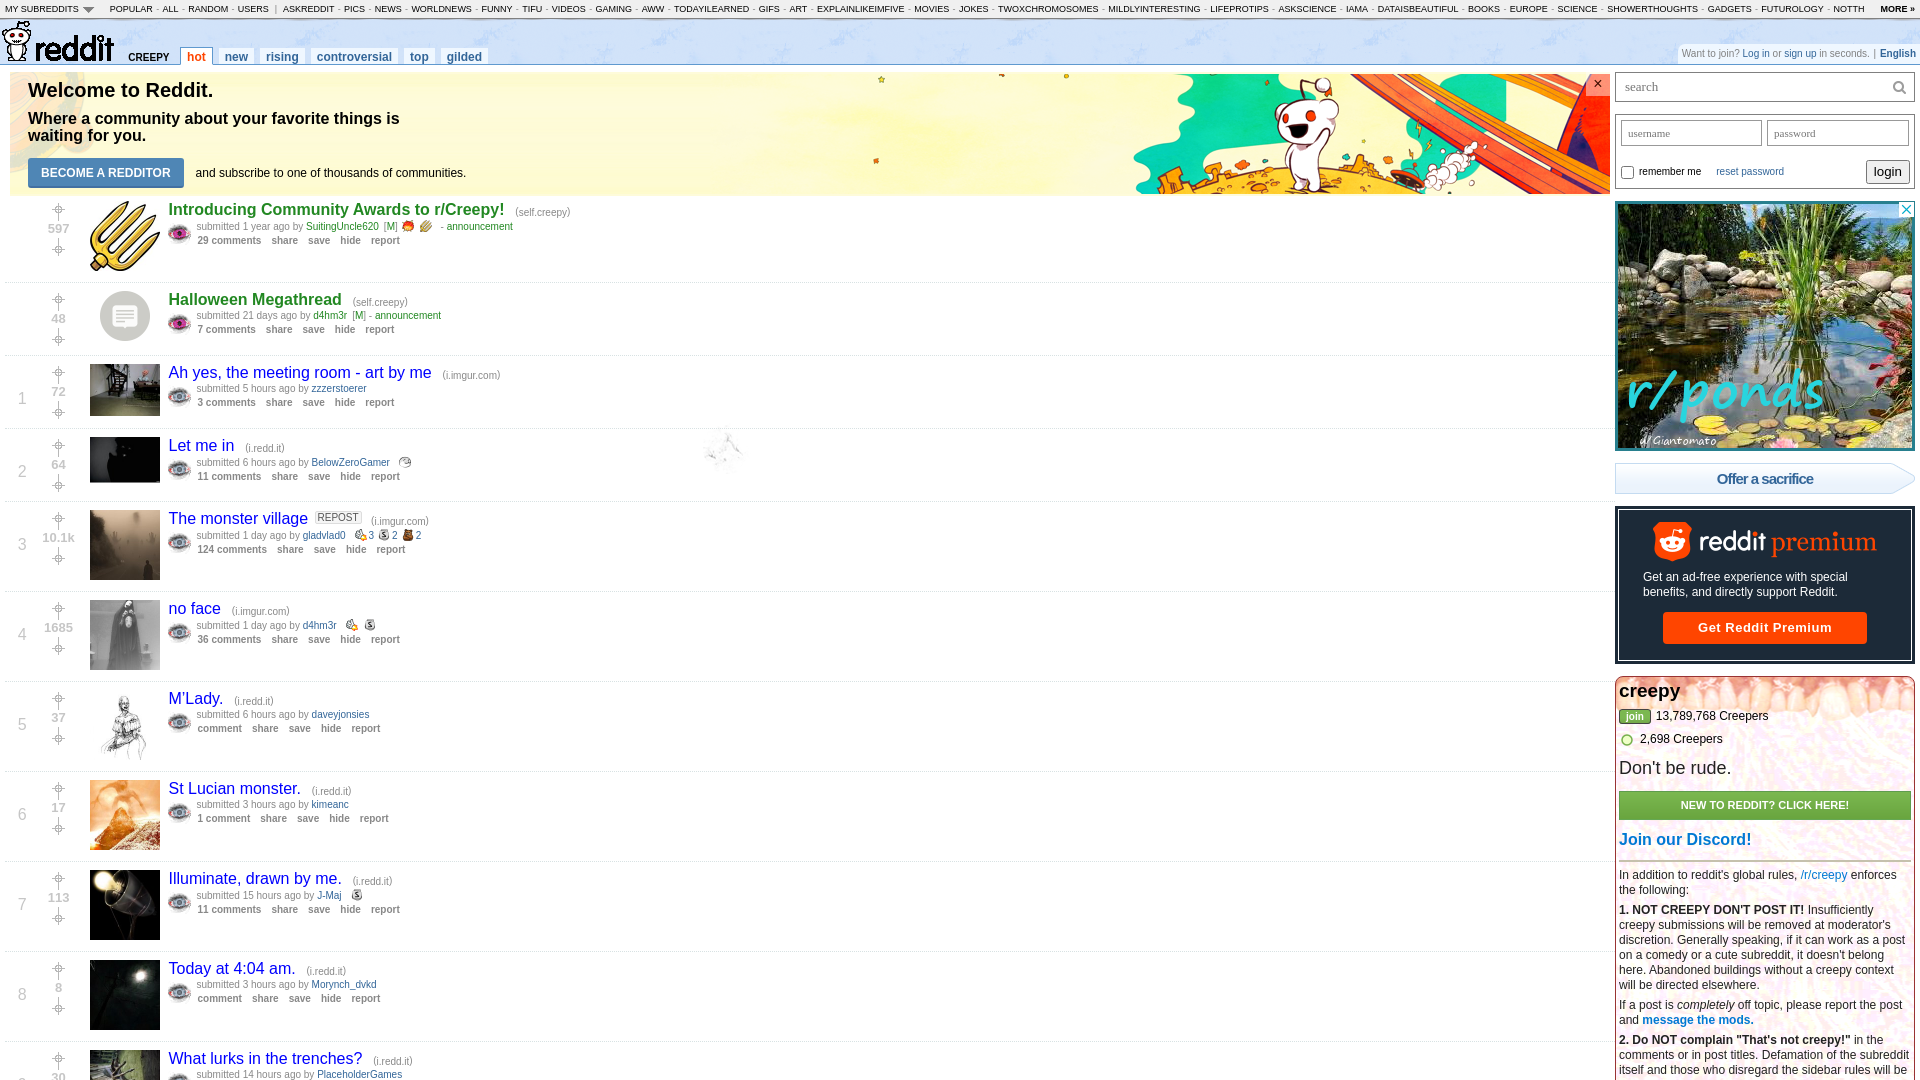 MY SUBREDDITS POPULAR - ALL - RANDOM - USERS | ASKREDDIT - PICS - NEWS - WORLDNEWS - FUNNY - TIFU - VIDEOS - GAMING - AWW - TODAYILEARNED - GIFS - ART - EXPLAINLIKEIMFIVE - MOVIES - JOKES - TWOXCHROMOSOMES - MILDLYINTERESTING - LIFEPROTIPS - ASKSCIENCE - IAMA - DATAISBEAUTIFUL - BOOKS - EUROPE - SCIENCE - SHOWERTHOUGHTS - GADGETS - FUTUROLOGY - NOTTH MORE »
reddit CREEPY hot new rising controversial top gilded
Want to join? Log in or sign up in seconds. | English
Welcome to Reddit.
Where a community about your favorite things is
waiting for you.
BECOME A REDDITOR and subscribe to one of thousands of communities.
×
597
Introducing Community Awards to r/Creepy! (self.creepy)
submitted 1 year ago by SuitingUncle620 [M] - announcement
29 comments share save hide report
48
Halloween Megathread (self.creepy)
submitted 21 days ago by d4hm3r [M] - announcement
7 comments share save hide report
1
72
Ah yes, the meeting room - art by me (i.imgur.com)
submitted 5 hours ago by zzzerstoerer
3 comments share save hide report
2
64
Let me in (i.redd.it)
submitted 6 hours ago by BelowZeroGamer
11 comments share save hide report
3
10.1k
The monster village REPOST (i.imgur.com)
submitted 1 day ago by gladvlad0 3 2 2
124 comments share save hide report
4
1685
no face (i.imgur.com)
submitted 1 day ago by d4hm3r
36 comments share save hide report
5
37
M'Lady. (i.redd.it)
submitted 6 hours ago by daveyjonsies
comment share save hide report
6
17
St Lucian monster. (i.redd.it)
submitted 3 hours ago by kimeanc
1 comment share save hide report
7
113
Illuminate, drawn by me. (i.redd.it)
submitted 15 hours ago by J-Maj
11 comments share save hide report
8
8
Today at 4:04 am. (i.redd.it)
submitted 3 hours ago by Morynch_dvkd
comment share save hide report
30
What lurks in the trenches? (i.redd.it)
submitted 14 hours ago by PlaceholderGames
search
username password
remember me reset password login
r/ponds
d/Giantomato
Offer a sacrifice
reddit premium
Get an ad-free experience with special
benefits, and directly support Reddit.
Get Reddit Premium
creepy
join 13,789,768 Creepers
2,698 Creepers
Don't be rude.
NEW TO REDDIT? CLICK HERE!
Join our Discord!
In addition to reddit's global rules, /r/creepy enforces
the following:
1. NOT CREEPY DON'T POST IT! Insufficiently
creepy submissions will be removed at moderator's
discretion. Generally speaking, if it can work as a post
on a comedy or a cute subreddit, it doesn't belong
here. Abandoned buildings without a creepy context
will be directed elsewhere.
If a post is completely off topic, please report the post
and message the mods.
2. Do NOT complain "That's not creepy!" in the
comments or in post titles. Defamation of the subreddit
itself and those who disregard the sidebar rules will be